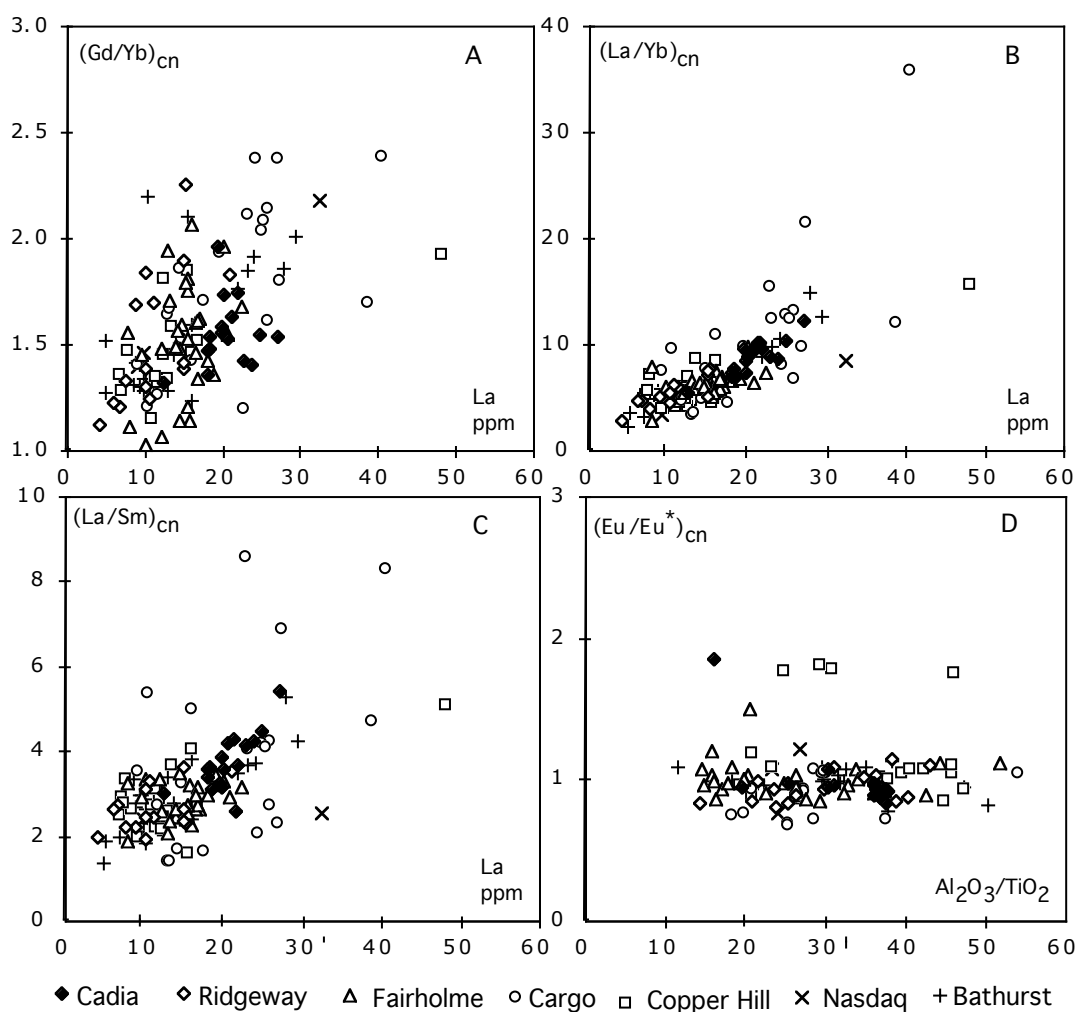 3.0
2.5
2.0
1.5
1.0
(Gd/Yb)cn
A
La
ppm
0 10 20 30 40 50 60
40
30
20
10
0
(La/Yb)cn
B
La
ppm
0 10 20 30 40 50 60
10
8
6
4
2
0
(La/Sm)cn
C
La
ppm
0 10 20 30 40 50 60
3
2
1
0
(Eu/Eu*)cn
D
Al2O3/TiO2
0 10 20 30 40 50 60
Cadia Ridgeway Fairholme Cargo Copper Hill Nasdaq Bathurst